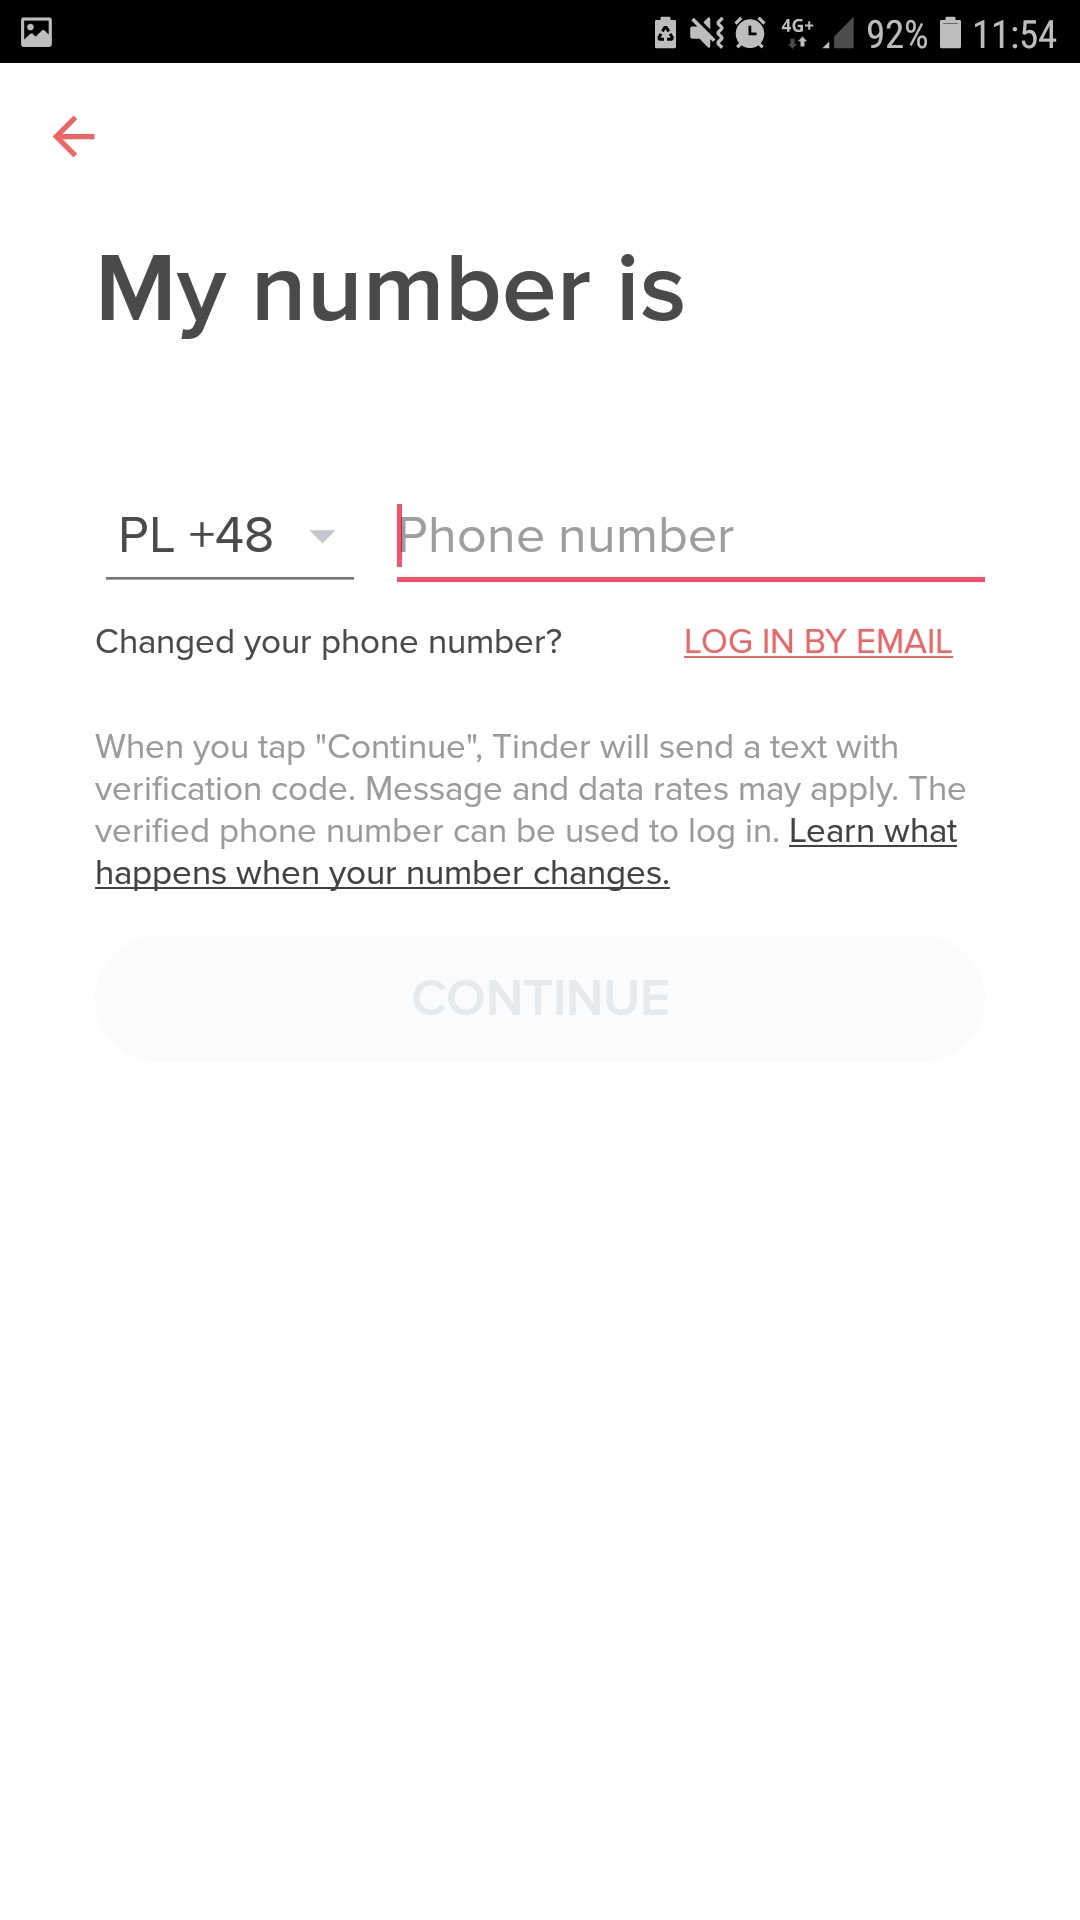 4G+ 92% 11:54
My number is
PL +48 Phone number
Changed your phone number? LOG IN BY EMAIL
When you tap "Continue", Tinder will send a text with
verification code. Message and data rates may apply. The
verified phone number can be used to log in. Learn what
happens when your number changes.
CONTINUE